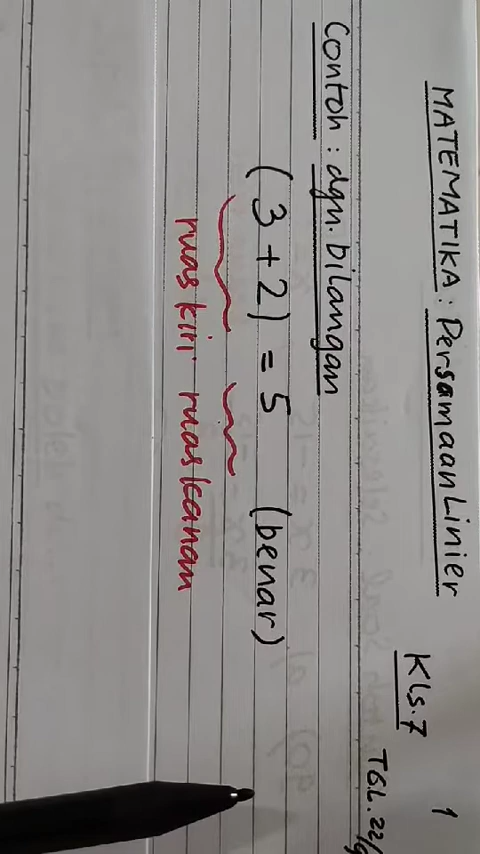 MATEMATIKA : Persamaan Linier Kls.7 1
TGL. 22/9
Contoh : dgn. bilangan
(3 + 2) = 5 (benar)
ruas kiri ruas kanan